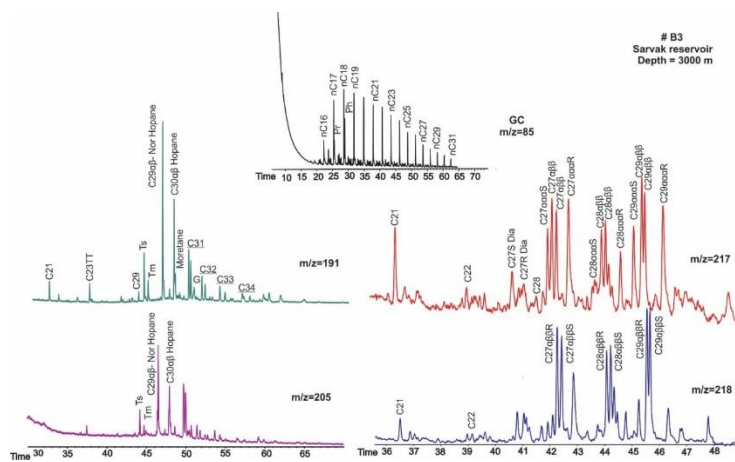 # B3
Sarvak reservoir
Depth = 3000 m
GC
m/z=85
nC16
nC17
Pr
nC18
Ph
nC19
nC21
nC23
nC25
nC27
nC29
nC31
Time
10 15 20 25 30 35 40 45 50 55 60 65 70
C21
C23TT
C29
Ts
Tm
C29αβ- Nor Hopane
C30αβ Hopane
Moretane
C31
G
C32
C33
C34
m/z=191
Ts
Tm
C29αβ- Nor Hopane
C30αβ Hopane
m/z=205
Time
30 35 40 45 50 55 60 65
C21
C22
C27S Dia
C27R Dia
C28
C27αααS
C27αββ
C27αββ
C27αααR
C28αααS
C28αββ
C28αββ
C28αααR
C29αααS
C29αββ
C29αββ
C29αααR
m/z=217
C21
C22
C27αββR
C27αββS
C28αββR
C28αββS
C29αββR
C29αββS
m/z=218
Time
36 37 38 39 40 41 42 43 44 45 46 47 48